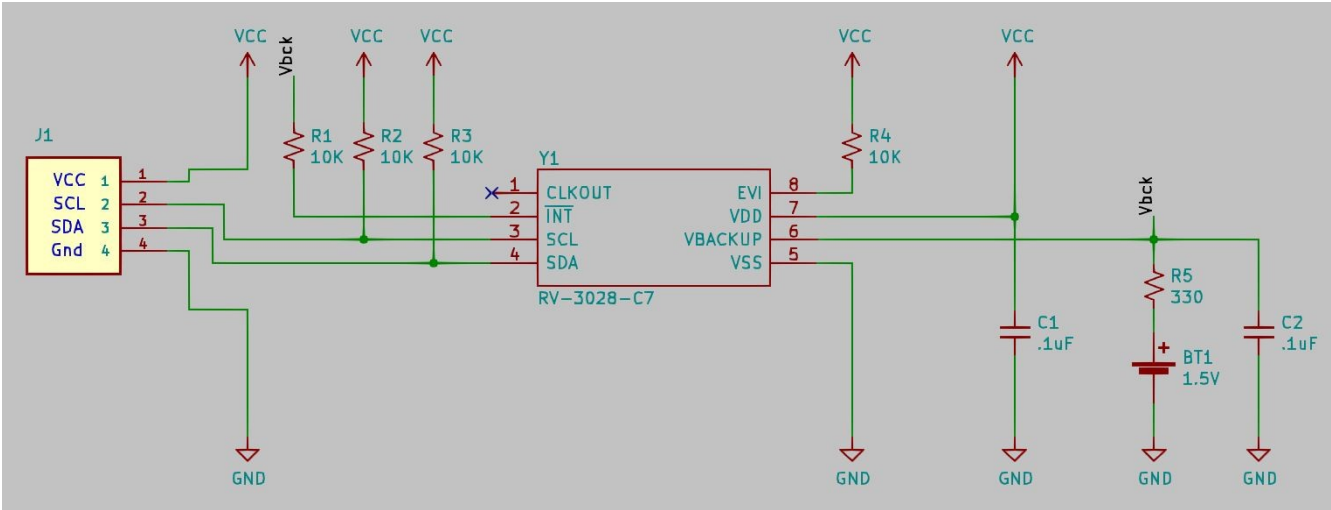 VCC
Vbck
VCC
VCC
VCC
VCC
J1
R1
10K
R2
10K
R3
10K
R4
10K
VCC 1
SCL 2
SDA 3
Gnd 4
1
2
3
4
Y1
1 CLKOUT
2 INT
3 SCL
4 SDA
EVI 8
VDD 7
VBACKUP 6
VSS 5
RV-3028-C7
Vbck
R5
330
C1
.1uF
BT1
1.5V
+
C2
.1uF
GND
GND
GND
GND
GND